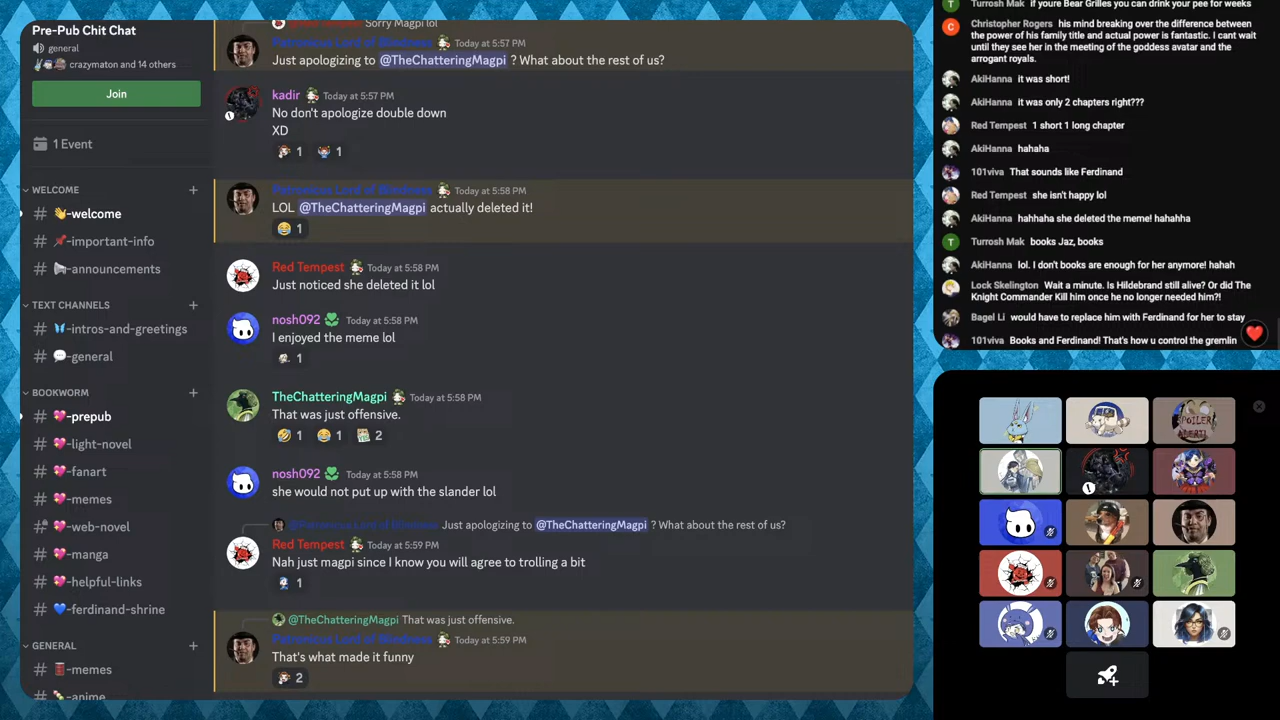 Pre-Pub Chit Chat
general
crazymaton and 14 others
Join
1 Event
WELCOME
# 👋-welcome
# 📌-important-info
# 📢-announcements
TEXT CHANNELS
# 🦋-intros-and-greetings
# 💬-general
BOOKWORM
# 💖-prepub
# 💖-light-novel
# 💖-fanart
# 💖-memes
# 💖-web-novel
# 💖-manga
# 💖-helpful-links
# 💙-ferdinand-shrine
GENERAL
-memes
-anime
Sorry Magpi lol
Today at 5:57 PM
Just apologizing to @TheChatteringMagpi ? What about the rest of us?
kadir Today at 5:57 PM
No don't apologize double down
XD
1 1
Patronicus Lord of Blindness Today at 5:58 PM
LOL @TheChatteringMagpi actually deleted it!
😂 1
Red Tempest Today at 5:58 PM
Just noticed she deleted it lol
nosh092 Today at 5:58 PM
I enjoyed the meme lol
1
TheChatteringMagpi Today at 5:58 PM
That was just offensive.
🤣 1 😂 1 2
nosh092 Today at 5:58 PM
she would not put up with the slander lol
Just apologizing to @TheChatteringMagpi ? What about the rest of us?
Red Tempest Today at 5:59 PM
Nah just magpi since I know you will agree to trolling a bit
1
@TheChatteringMagpi That was just offensive.
Today at 5:59 PM
That's what made it funny
2
Turrosh Mak if youre Bear Grilles you can drink your pee for weeks
Christopher Rogers his mind breaking over the difference between
the power of his family title and actual power is fantastic. i cant wait
until they see her in the meeting of the goddess avatar and the
arrogant royals.
AkiHanna it was short!
AkiHanna it was only 2 chapters right???
Red Tempest 1 short 1 long chapter
AkiHanna hahaha
101viva That sounds like Ferdinand
Red Tempest she isn't happy lol
AkiHanna hahhaha she deleted the meme! hahahha
Turrosh Mak books Jaz, books
AkiHanna lol. I don't books are enough for her anymore! hahah
Lock Skelington Wait a minute. Is Hildebrand still alive? Or did The
Knight Commander Kill him once he no longer needed him?!
Bagel Li would have to replace him with Ferdinand for her to stay
101viva Books and Ferdinand! That's how u control the gremlin
SPOILER